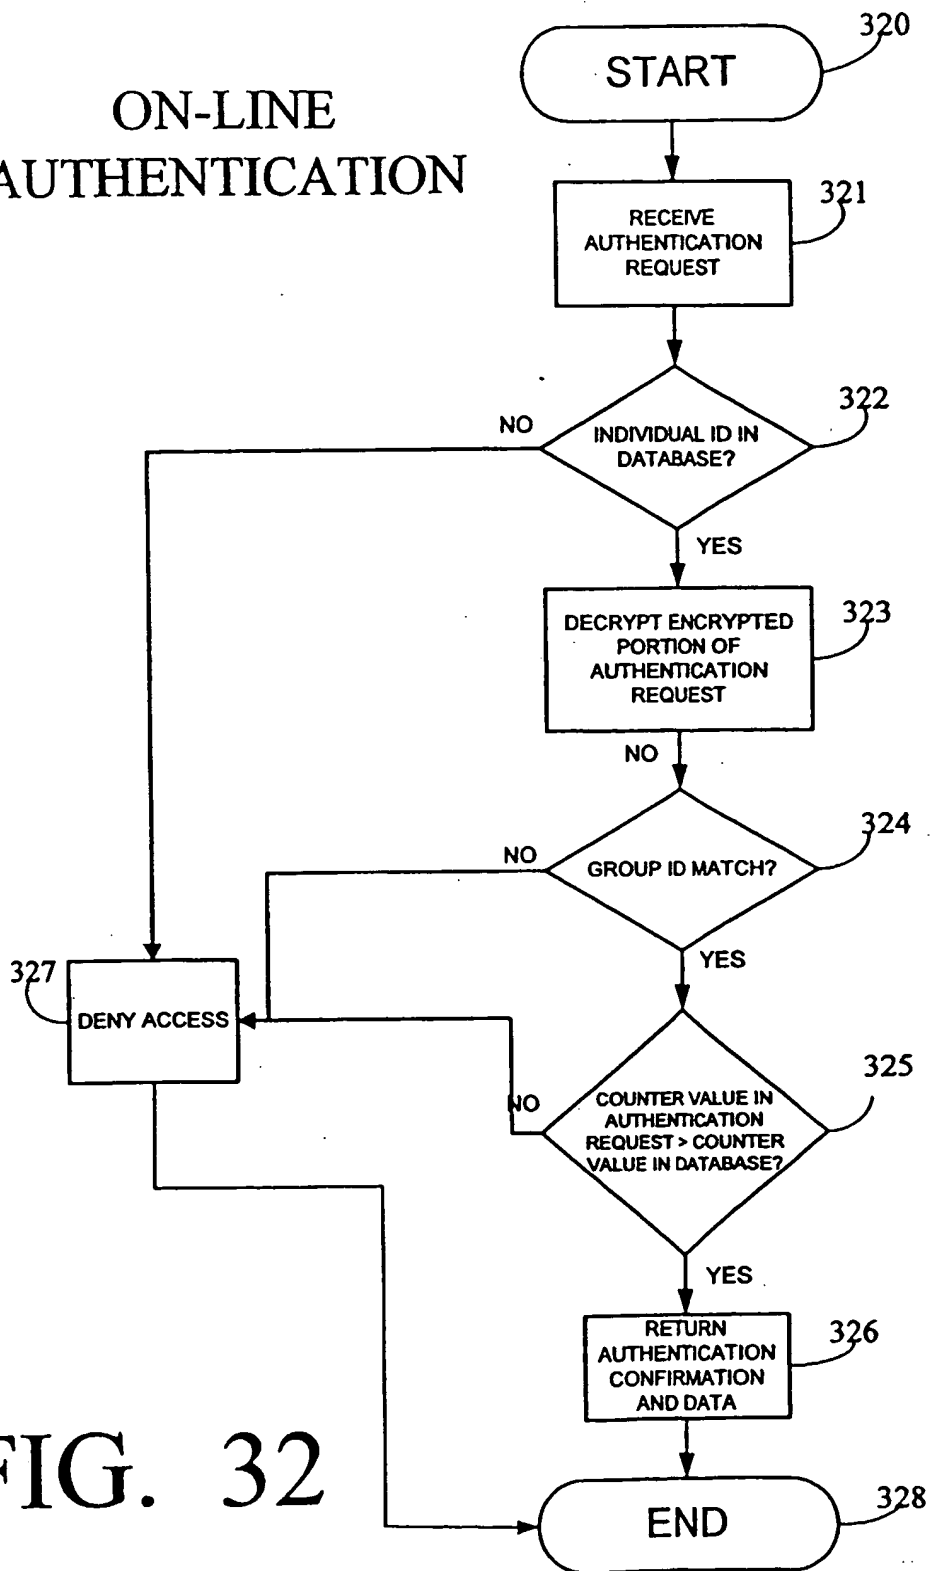 320
START
ON-LINE
AUTHENTICATION
321
RECEIVE
AUTHENTICATION
REQUEST
322
NO
INDIVIDUAL ID IN
DATABASE?
YES
323
DECRYPT ENCRYPTED
PORTION OF
AUTHENTICATION
REQUEST
NO
324
NO
GROUP ID MATCH?
YES
327
DENY ACCESS
325
NO
COUNTER VALUE IN
AUTHENTICATION
REQUEST > COUNTER
VALUE IN DATABASE?
YES
326
RETURN
AUTHENTICATION
CONFIRMATION
AND DATA
FIG. 32
328
END